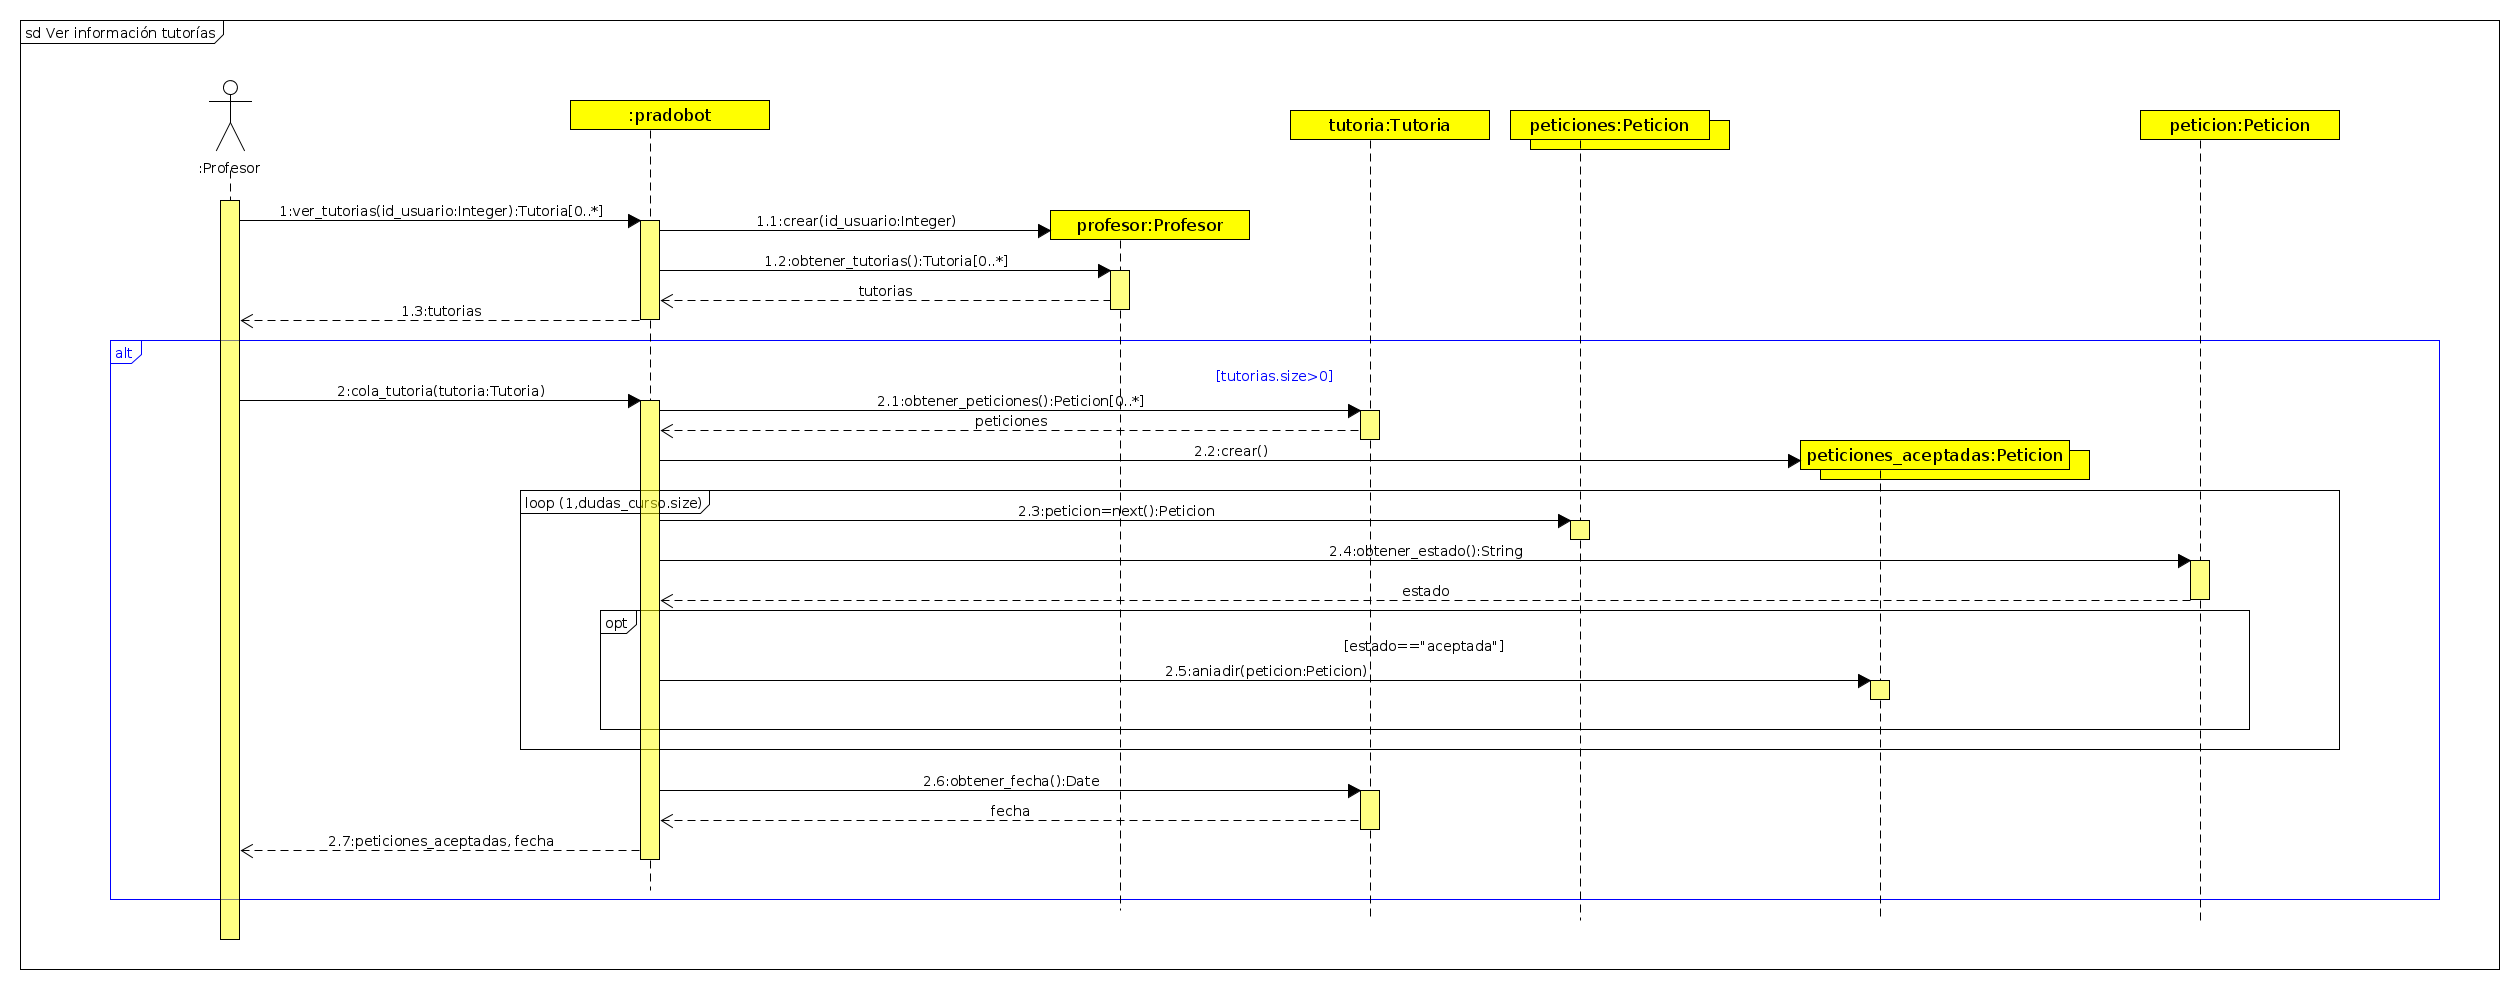 sd Ver información tutorías
:pradobot
tutoria:Tutoria
peticiones:Peticion
peticion:Peticion
:Profesor
1:ver_tutorias(id_usuario:Integer):Tutoria[0..*]
1.1:crear(id_usuario:Integer)
profesor:Profesor
1.2:obtener_tutorias():Tutoria[0..*]
tutorias
1.3:tutorias
alt
[tutorias.size>0]
2:cola_tutoria(tutoria:Tutoria)
2.1:obtener_peticiones():Peticion[0..*]
peticiones
2.2:crear()
peticiones_aceptadas:Peticion
loop (1,dudas_curso.size)
2.3:peticion=next():Peticion
2.4:obtener_estado():String
estado
opt
[estado=="aceptada"]
2.5:aniadir(peticion:Peticion)
2.6:obtener_fecha():Date
fecha
2.7:peticiones_aceptadas, fecha